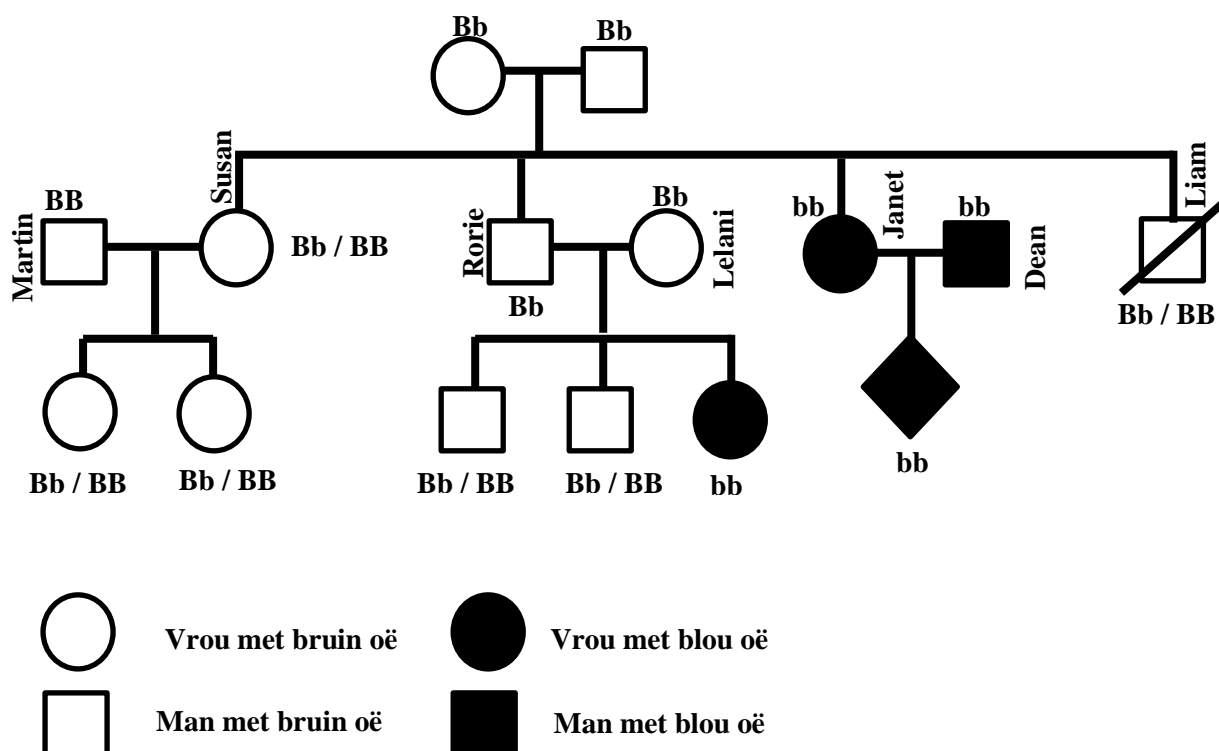 Bb
Bb
Susan
Martin
BB
Bb / BB
Rorie
Bb
Bb
Lelani
bb
Janet
bb
Dean
Liam
Bb / BB
Bb / BB
Bb / BB
Bb / BB
Bb / BB
bb
bb
Vrou met bruin oë
Vrou met blou oë
Man met bruin oë
Man met blou oë